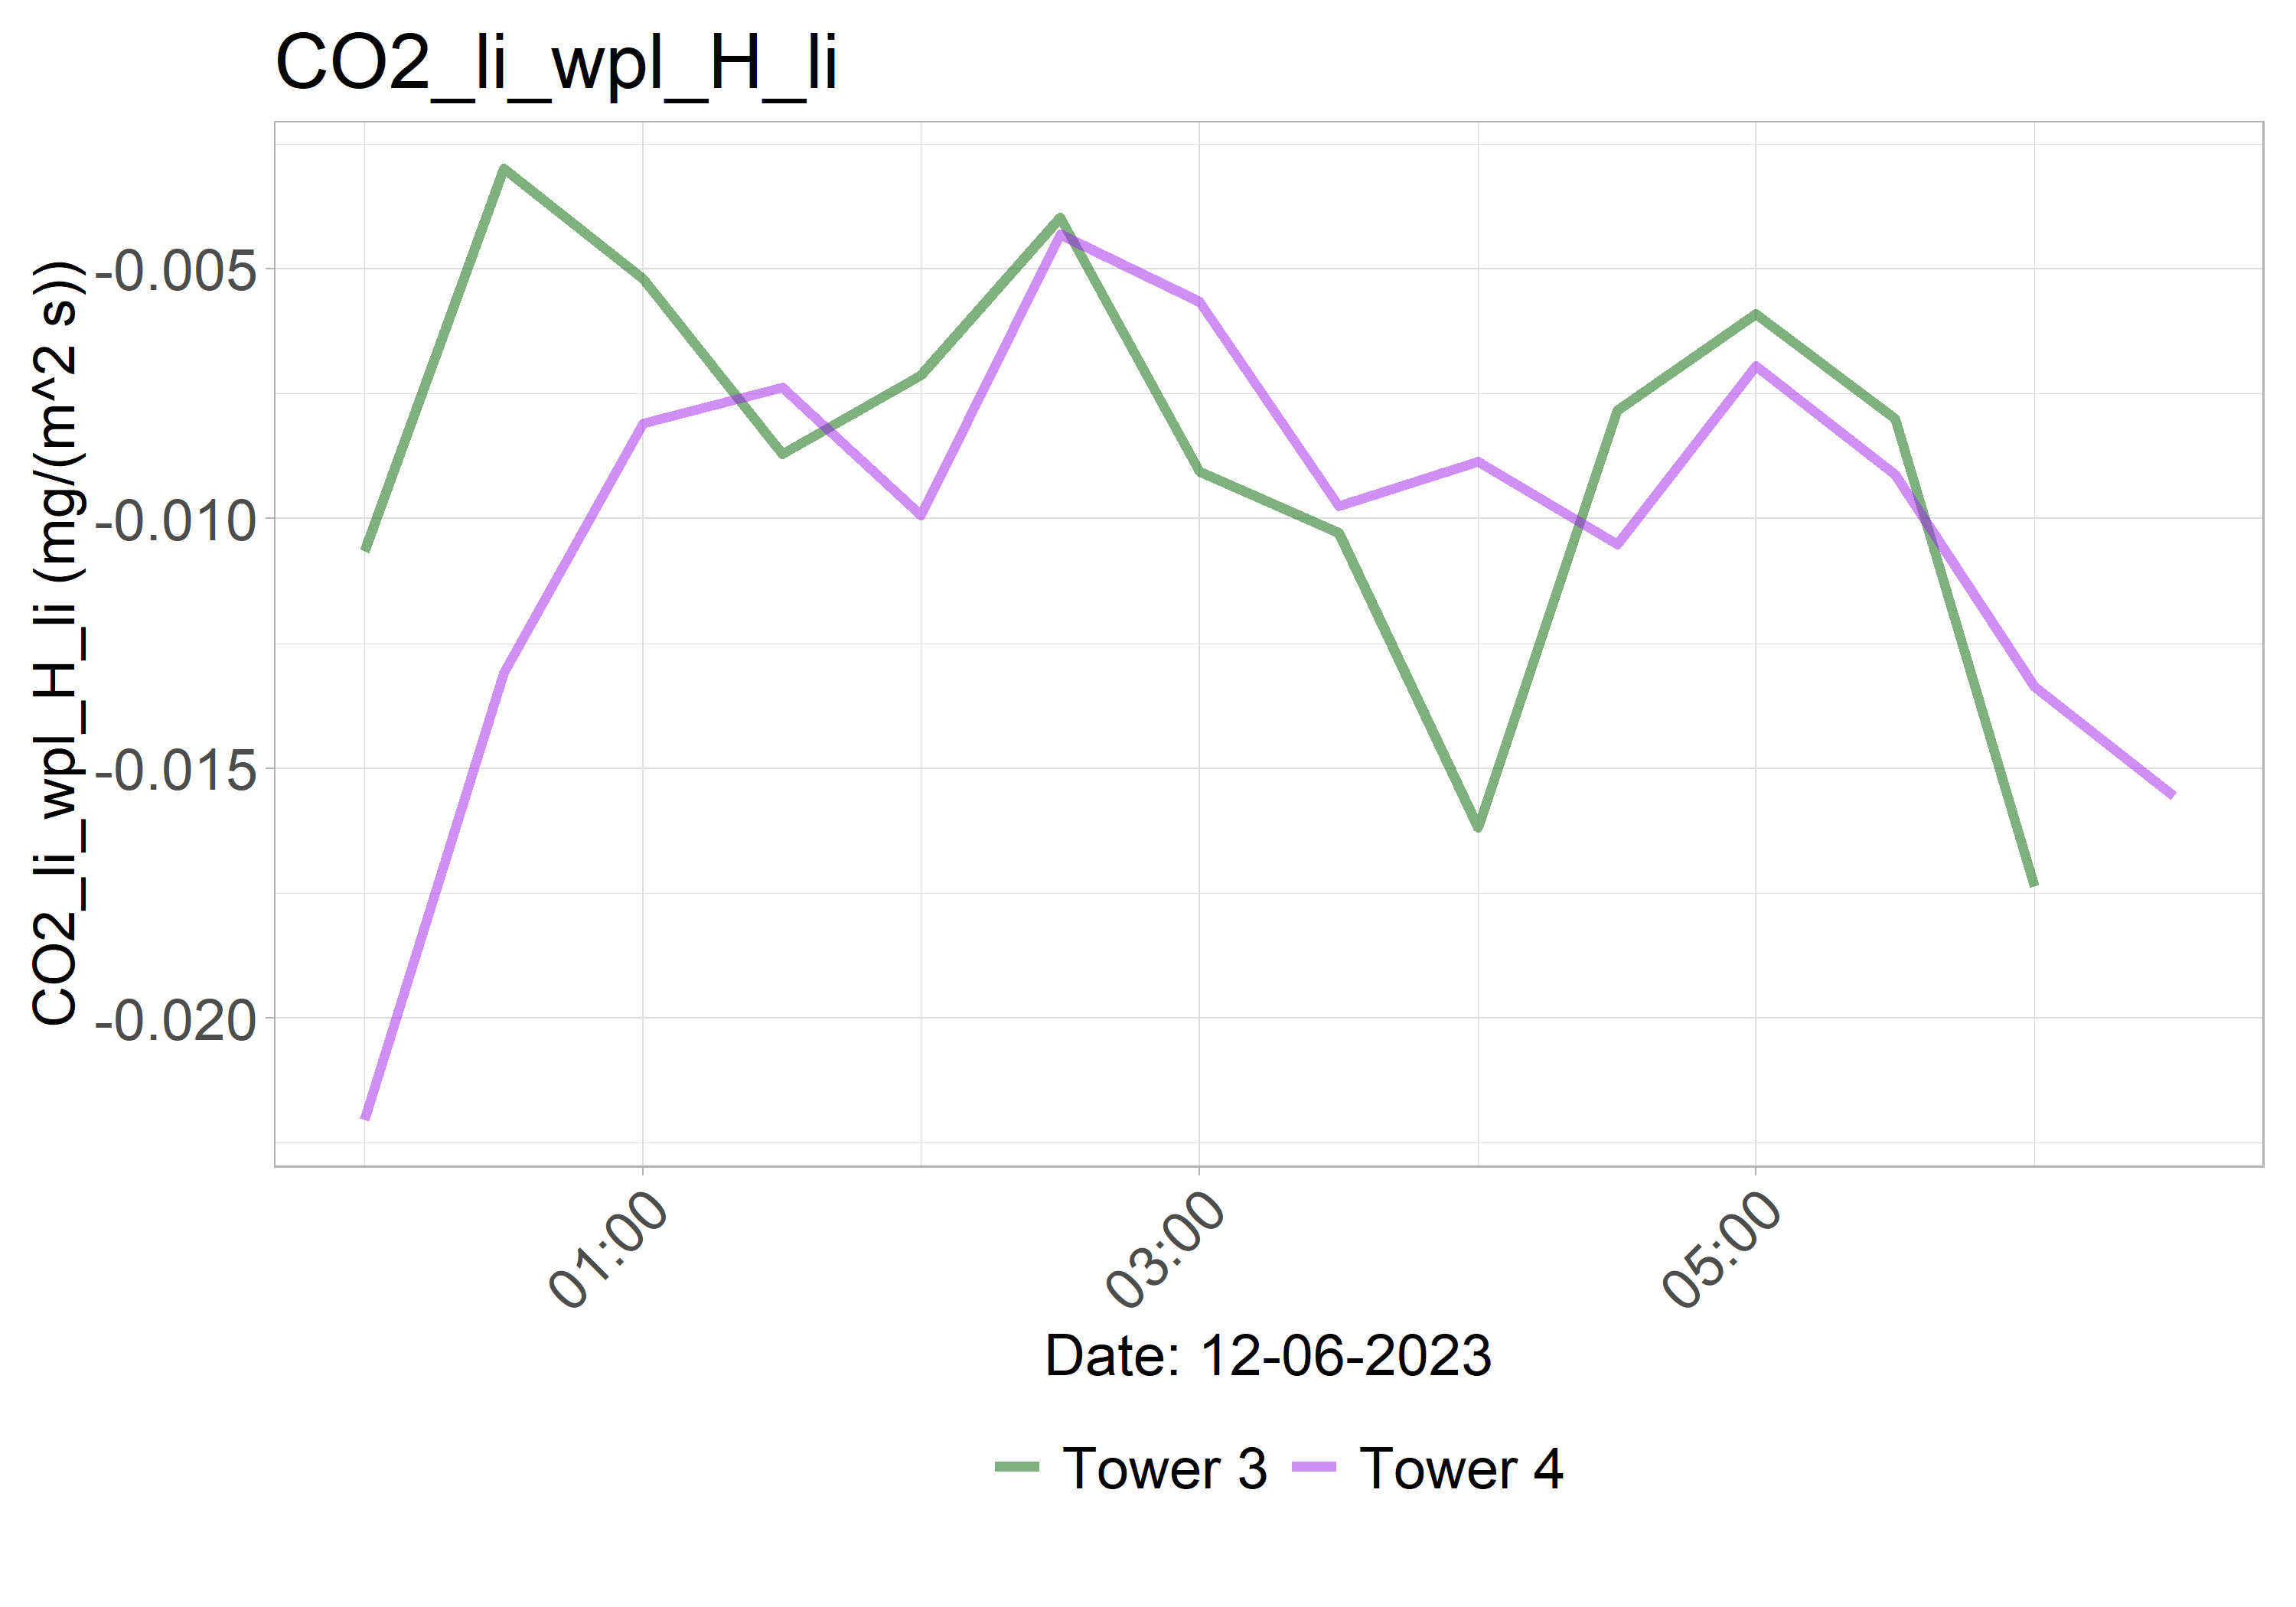 CO2_li_wpl_H_li
CO2_li_wpl_H_li (mg/(m^2 s))
-0.005
-0.010
-0.015
-0.020
01:00
03:00
05:00
Date: 12-06-2023
Tower 3
Tower 4